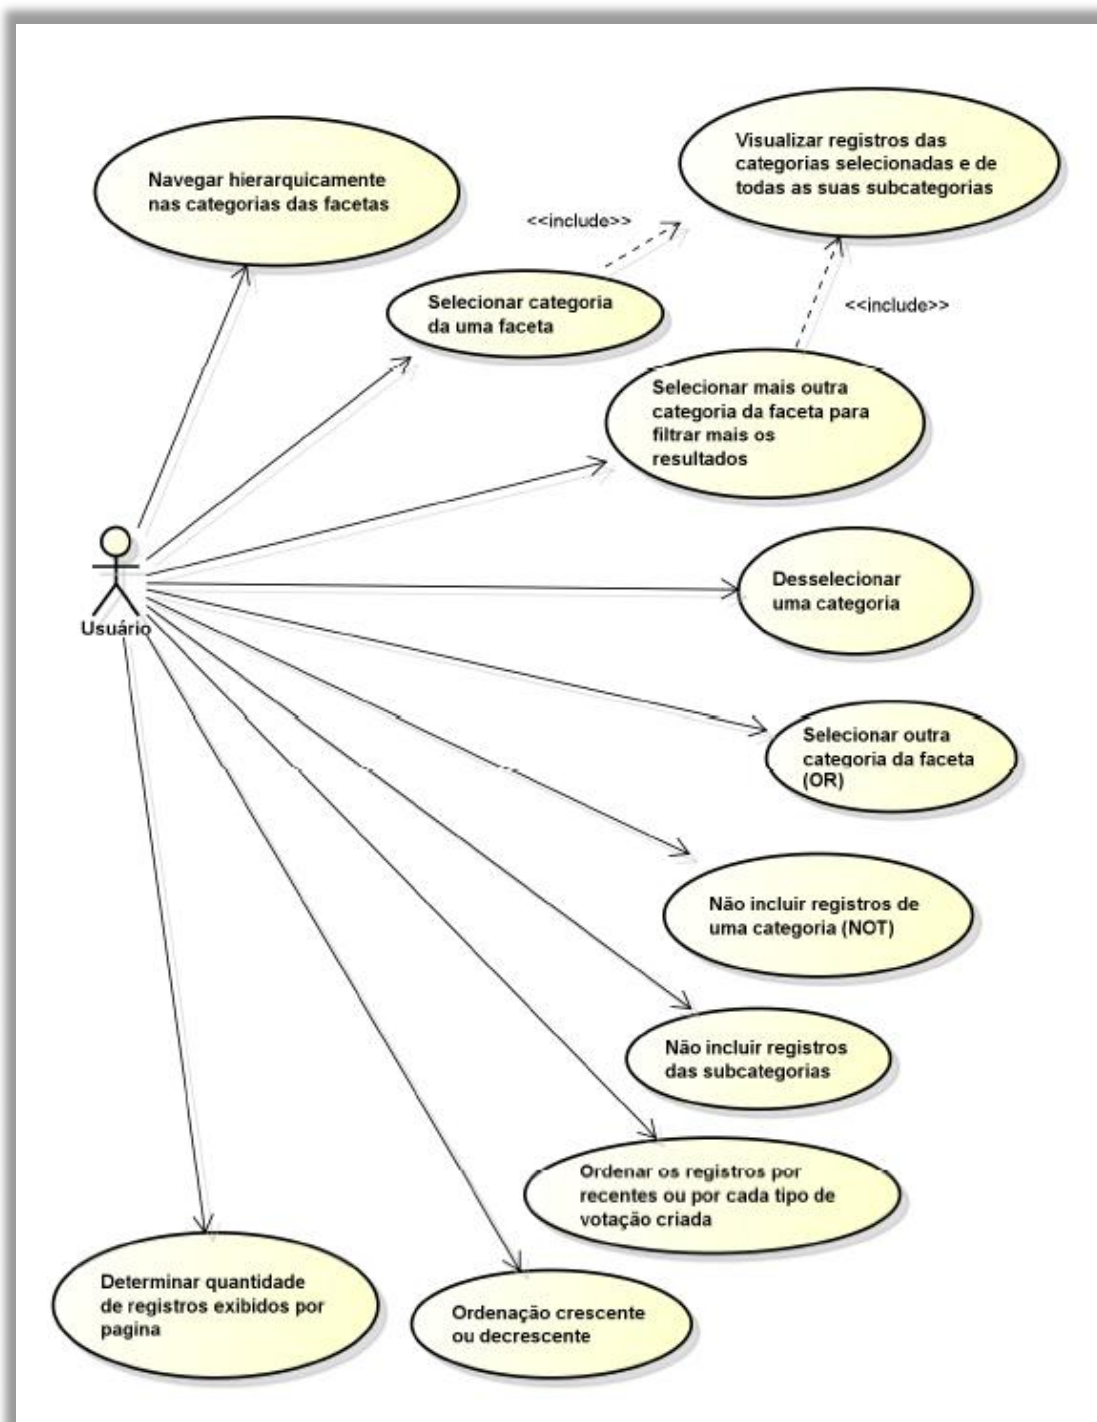 Visualizar registros das
categorias selecionadas e de
todas as suas subcategorias
Navegar hierarquicamente
nas categorias das facetas
<<include>>
Selecionar categoria
da uma faceta
<<include>>
Selecionar mais outra
categoria da faceta para
filtrar mais os
resultados
Desselecionar
uma categoria
Usuário
Selecionar outra
categoria da faceta
(OR)
Não incluir registros de
uma categoria (NOT)
Não incluir registros
das subcategorias
Ordenar os registros por
recentes ou por cada tipo de
votação criada
Determinar quantidade
de registros exibidos por
pagina
Ordenação crescente
ou decrescente